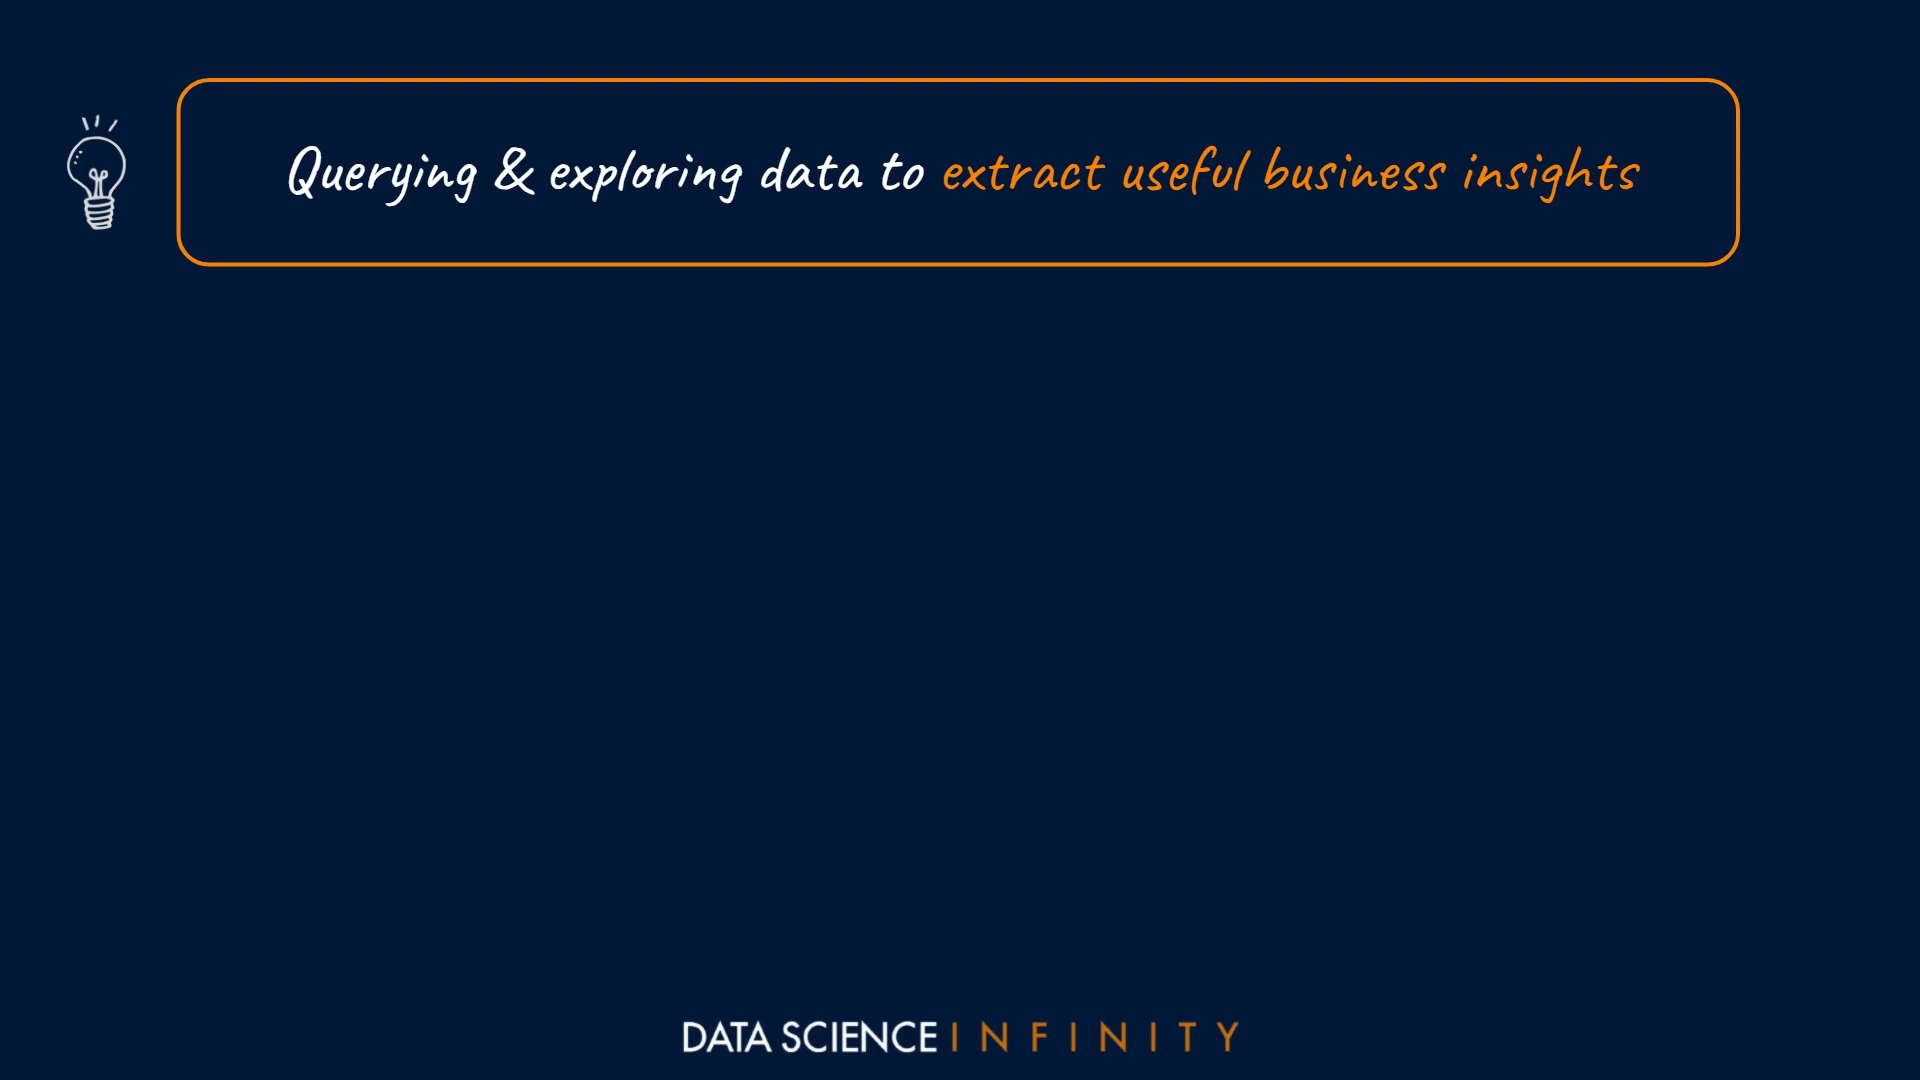 Querying & exploring data to extract useful business insights
DATA SCIENCE INFINITY